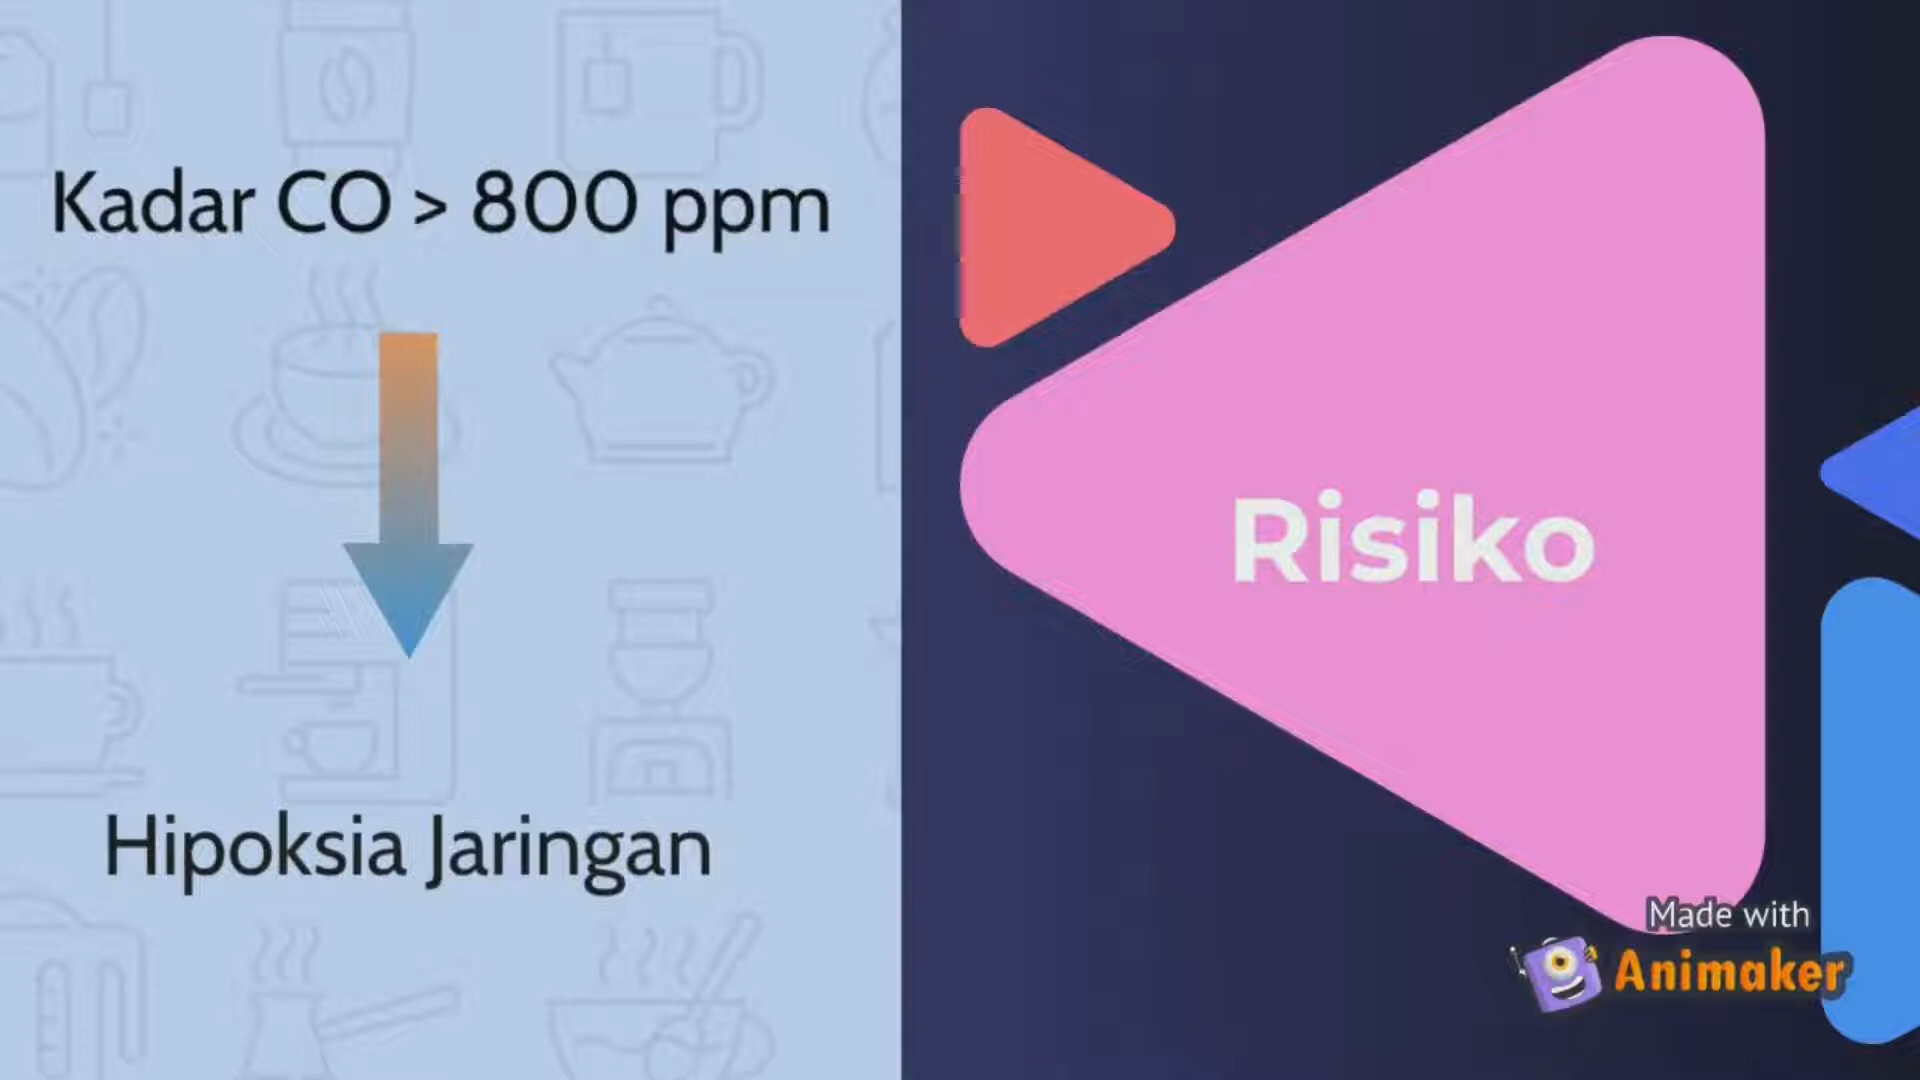 Kadar CO > 800 ppm
Hipoksia Jaringan
Risiko
Made with
Animaker